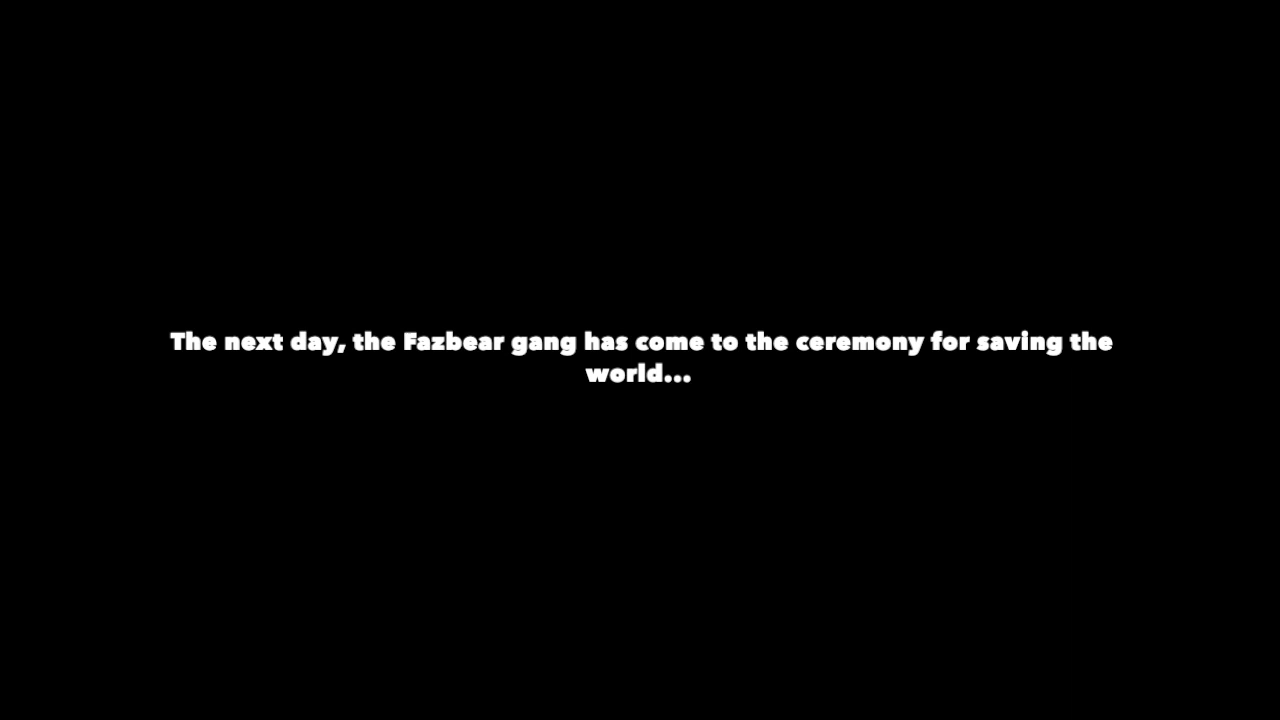 The next day, the Fazbear gang has come to the ceremony for saving the
world...